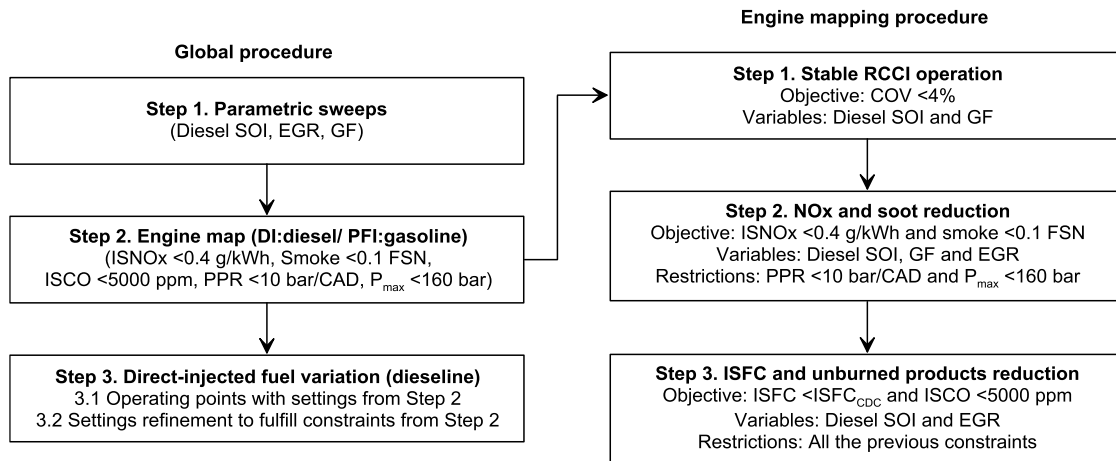 Global procedure
Step 1. Parametric sweeps
(Diesel SOI, EGR, GF)
Step 2. Engine map (DI:diesel/ PFI:gasoline)
(ISNOx <0.4 g/kWh, Smoke <0.1 FSN,
ISCO <5000 ppm, PPR <10 bar/CAD, Pmax <160 bar)
Step 3. Direct-injected fuel variation (dieseline)
3.1 Operating points with settings from Step 2
3.2 Settings refinement to fulfill constraints from Step 2
Engine mapping procedure
Step 1. Stable RCCI operation
Objective: COV <4%
Variables: Diesel SOI and GF
Step 2. NOx and soot reduction
Objective: ISNOx <0.4 g/kWh and smoke <0.1 FSN
Variables: Diesel SOI, GF and EGR
Restrictions: PPR <10 bar/CAD and Pmax <160 bar
Step 3. ISFC and unburned products reduction
Objective: ISFC <ISFCCDC and ISCO <5000 ppm
Variables: Diesel SOI and EGR
Restrictions: All the previous constraints